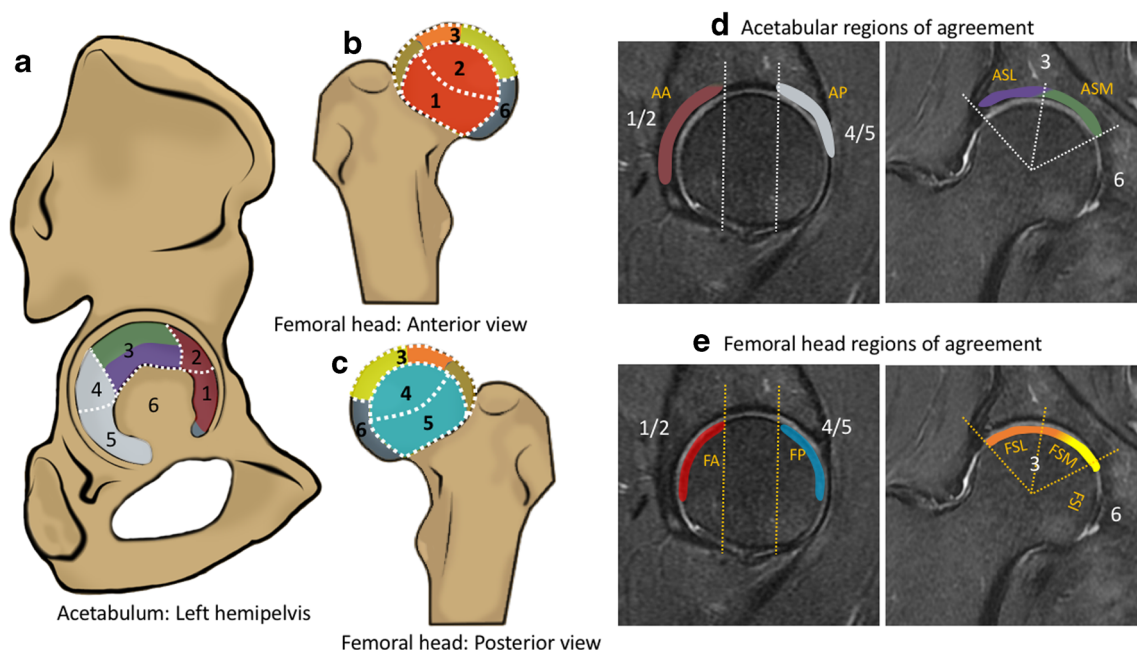 a
3
2
4
1
6
5
Acetabulum: Left hemipelvis
b
3
2
1
6
Femoral head: Anterior view
c
3
4
5
6
Femoral head: Posterior view
d Acetabular regions of agreement
AA
1/2
AP
4/5
3
ASL
ASM
6
e Femoral head regions of agreement
1/2
4/5
FA
FP
FSL
3
FSM
FSI
6